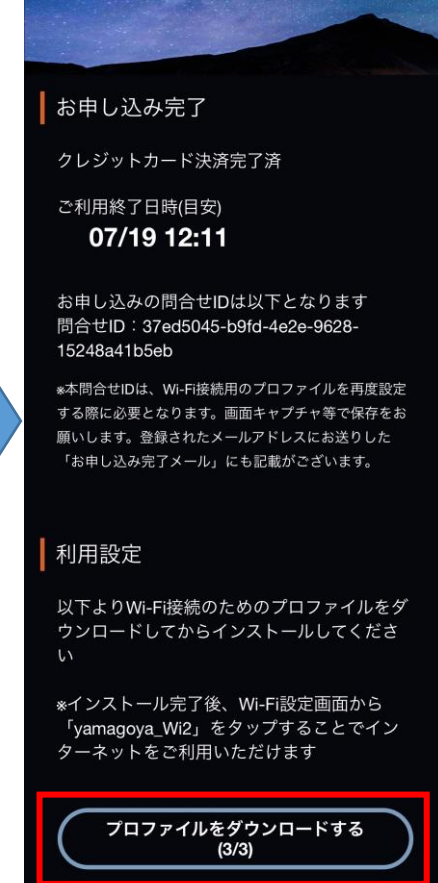 お申し込み完了
クレジットカード決済完了済
ご利用終了日時(目安)
07/19 12:11
お申し込みの問合せIDは以下となります
問合せID：37ed5045-b9fd-4e2e-9628-
15248a41b5eb
※本問合せIDは、Wi-Fi接続用のプロファイルを再度設定
する際に必要となります。画面キャプチャ等で保存をお
願いします。登録されたメールアドレスにお送りした
「お申し込み完了メール」にも記載がございます。
利用設定
以下よりWi-Fi接続のためのプロファイルをダ
ウンロードしてからインストールしてくださ
い
※インストール完了後、Wi-Fi設定画面から
「yamagoya_Wi2」をタップすることでイン
ターネットをご利用いただけます
プロファイルをダウンロードする
(3/3)